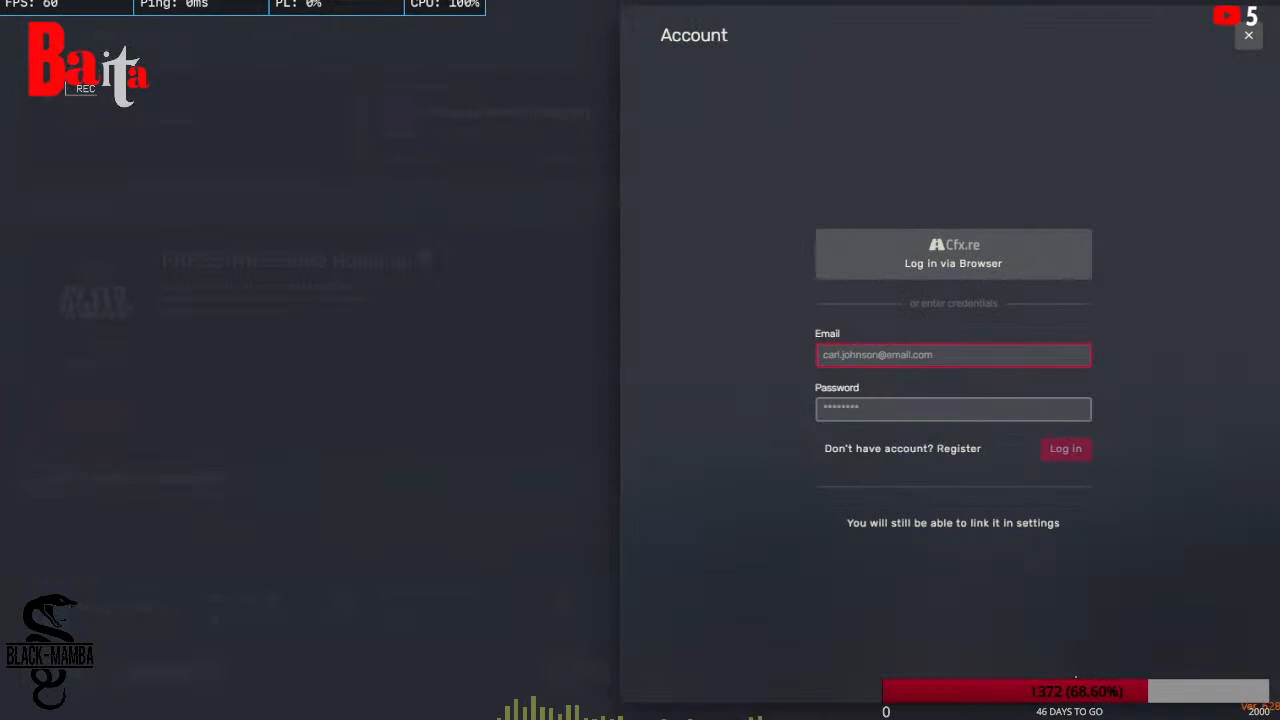 FPS: 60
Ping: 0ms
PL: 0%
CPU: 100%
5
Baita
REC
Account
Cfx.re
Log in via Browser
or enter credentials
Email
carl.johnson@email.com
Password
********
Don't have account? Register
Log in
You will still be able to link it in settings
BLACK-MAMBA
1372 (68.60%)
0
46 DAYS TO GO
2000